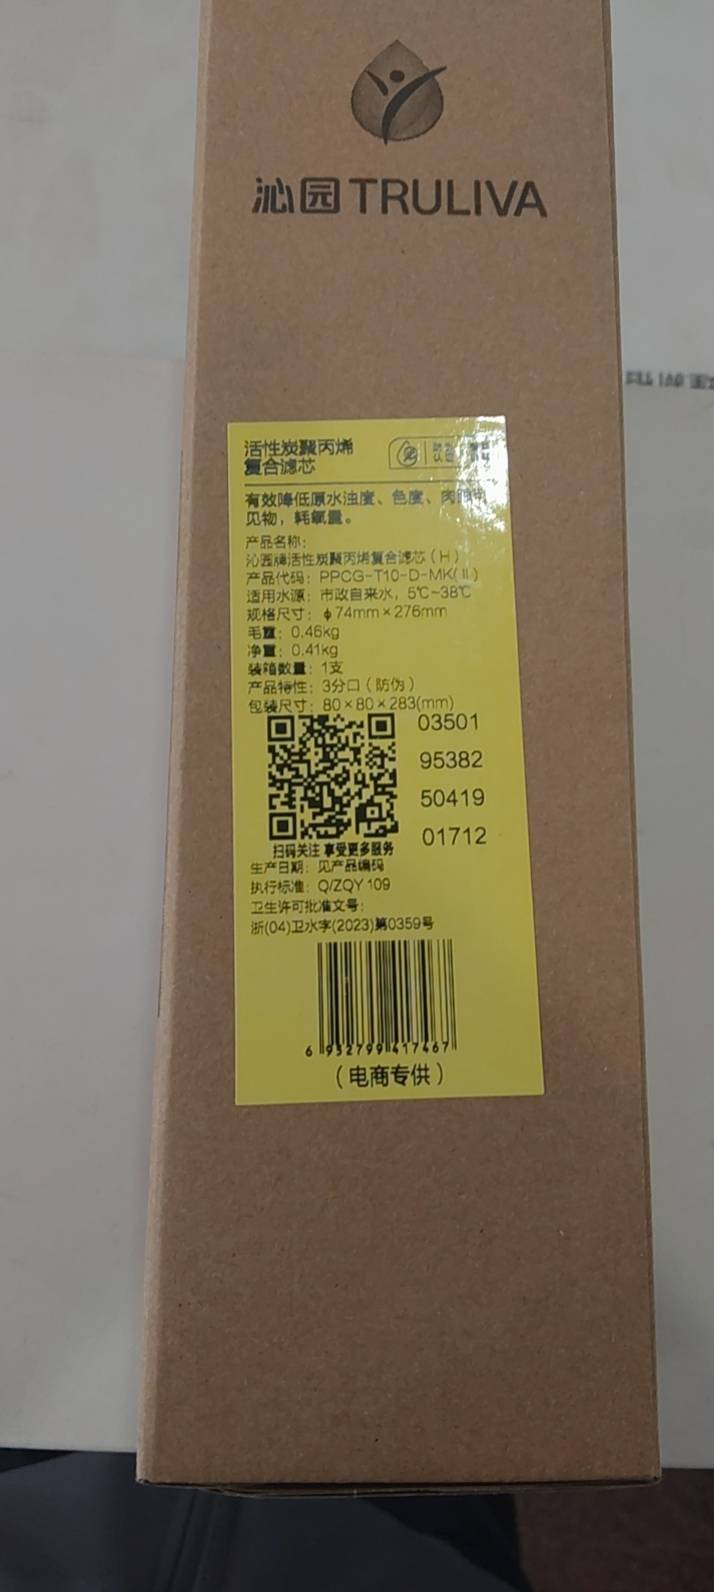 沁园TRULIVA
活性炭聚丙烯
复合滤芯
有效降低原水浊度、色度、肉眼可
见物，耗氧量。
产品名称：
沁园牌活性炭聚丙烯复合滤芯（H）
产品代码：PPCG-T10-D-MK(Ⅱ)
适用水源：市政自来水，5℃~38℃
规格尺寸：ϕ74mm×276mm
毛重：0.46kg
净重：0.41kg
装箱数量：1支
产品特性：3分口（防伪）
包装尺寸：80×80×283(mm)
03501
95382
50419
01712
扫码关注 享受更多服务
生产日期：见产品编码
执行标准：Q/ZQY 109
卫生许可批准文号：
浙(04)卫水字(2023)第0359号
6 932799 417467
（电商专供）